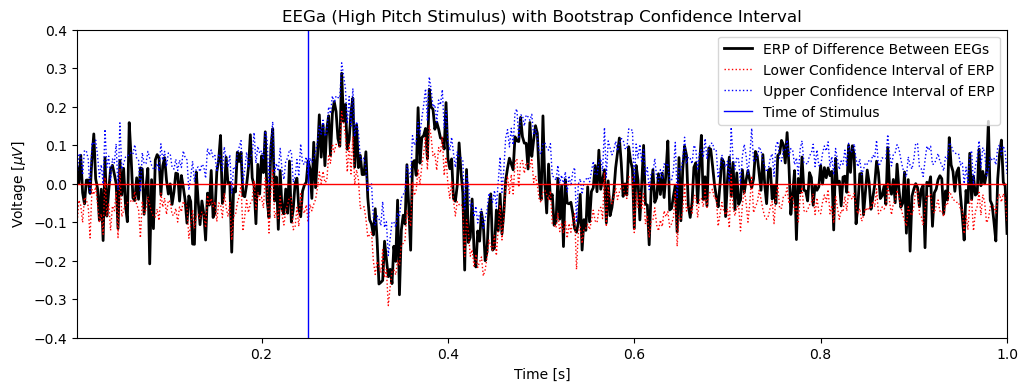 EEGa (High Pitch Stimulus) with Bootstrap Confidence Interval
0.4
0.3
0.2
0.1
0.0
−0.1
−0.2
−0.3
−0.4
Voltage [μV]
ERP of Difference Between EEGs
Lower Confidence Interval of ERP
Upper Confidence Interval of ERP
Time of Stimulus
0.2 0.4 0.6 0.8 1.0
Time [s]